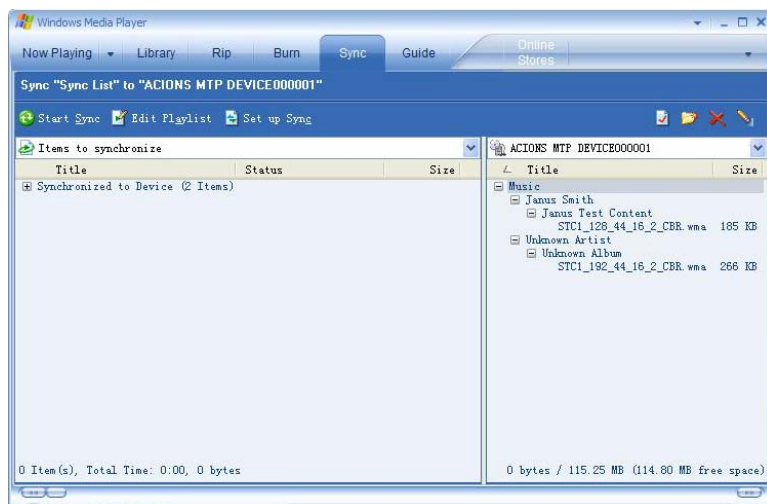 Windows Media Player
Now Playing Library Rip Burn Sync Guide Online Stores
Sync "Sync List" to "ACIONS MTP DEVICE000001"
Start Sync Edit Playlist Set up Sync
Items to synchronize
Title Status Size
Synchronized to Device (2 Items)
0 Item(s), Total Time: 0:00, 0 bytes
ACIONS MTP DEVICE000001
Title Size
Music
Janus Smith
Janus Test Content
STC1_128_44_16_2_CBR.wma 185 KB
Unknown Artist
Unknown Album
STC1_192_44_16_2_CBR.wma 266 KB
0 bytes / 115.25 MB (114.80 MB free space)